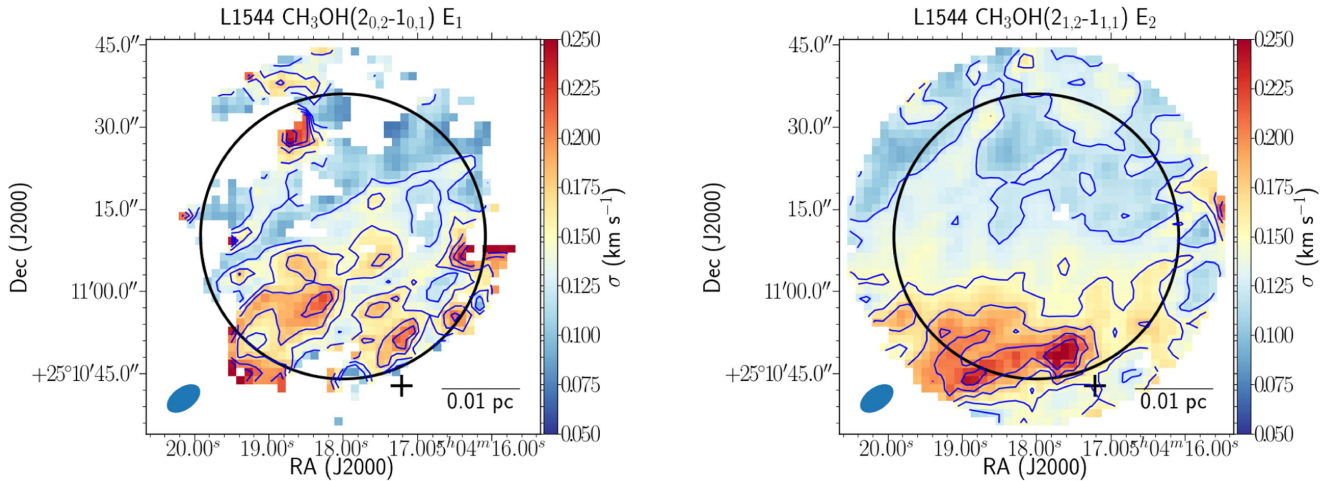 L1544 CH₃OH(2₀,₂-1₀,₁) E₁
45.0″
30.0″
15.0″
11′00.0″
+25°10′45.0″
Dec (J2000)
0.01 pc
20.00ˢ 19.00ˢ 18.00ˢ 17.00ˢ 5ʰ04ᵐ16.00ˢ
RA (J2000)
0.250
0.225
0.200
0.175
0.150
0.125
0.100
0.075
0.050
σ (km s⁻¹)
L1544 CH₃OH(2₁,₂-1₁,₁) E₂
45.0″
30.0″
15.0″
11′00.0″
+25°10′45.0″
Dec (J2000)
0.01 pc
20.00ˢ 19.00ˢ 18.00ˢ 17.00ˢ 5ʰ04ᵐ16.00ˢ
RA (J2000)
0.250
0.225
0.200
0.175
0.150
0.125
0.100
0.075
0.050
σ (km s⁻¹)